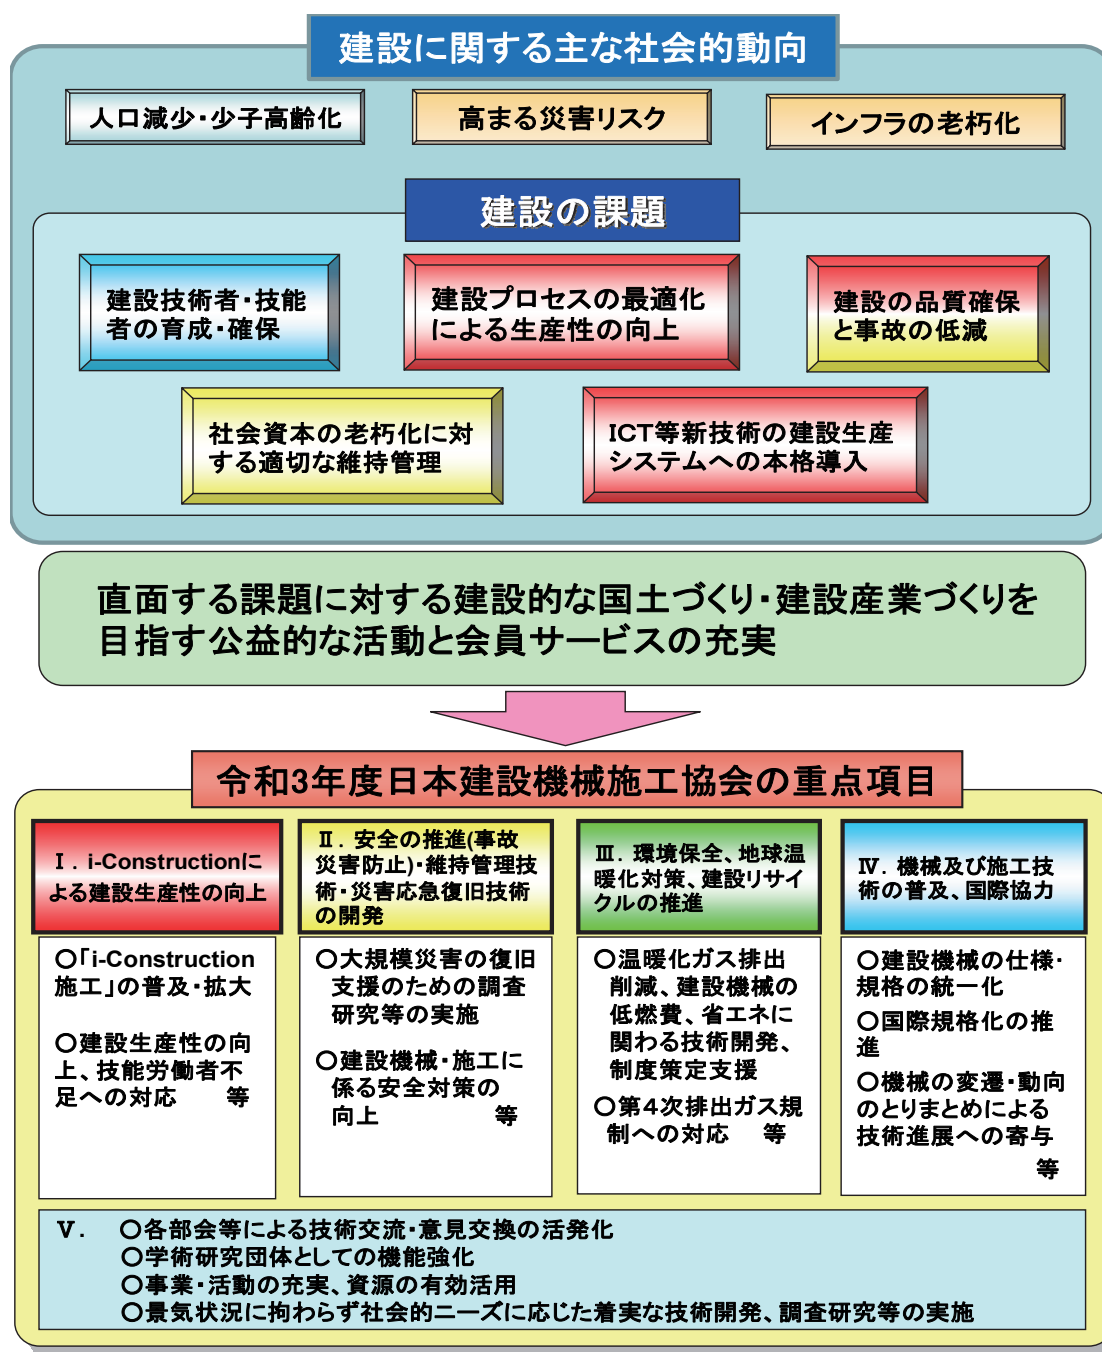 建設に関する主な社会的動向
人口減少・少子高齢化
高まる災害リスク
インフラの老朽化
建設の課題
建設技術者・技能
者の育成・確保
建設プロセスの最適化
による生産性の向上
建設の品質確保
と事故の低減
社会資本の老朽化に対
する適切な維持管理
ICT等新技術の建設生産
システムへの本格導入
直面する課題に対する建設的な国土づくり・建設産業づくりを
目指す公益的な活動と会員サービスの充実
令和3年度日本建設機械施工協会の重点項目
Ⅰ．i-Constructionに
よる建設生産性の向上
○「i-Construction
施工」の普及・拡大
○建設生産性の向
上、技能労働者不
足への対応　　等
Ⅱ．安全の推進(事故
災害防止)・維持管理技
術・災害応急復旧技術
の開発
○大規模災害の復旧
支援のための調査
研究等の実施
○建設機械・施工に
係る安全対策の
向上　　　　等
Ⅲ．環境保全、地球温
暖化対策、建設リサイ
クルの推進
○温暖化ガス排出
削減、建設機械の
低燃費、省エネに
関わる技術開発、
制度策定支援
○第４次排出ガス規
制への対応　等
Ⅳ．機械及び施工技
術の普及、国際協力
○建設機械の仕様・
規格の統一化
○国際規格化の推
進
○機械の変遷・動向
のとりまとめによる
技術進展への寄与
等
Ⅴ．　○各部会等による技術交流・意見交換の活発化
○学術研究団体としての機能強化
○事業・活動の充実、資源の有効活用
○景気状況に拘わらず社会的ニーズに応じた着実な技術開発、調査研究等の実施